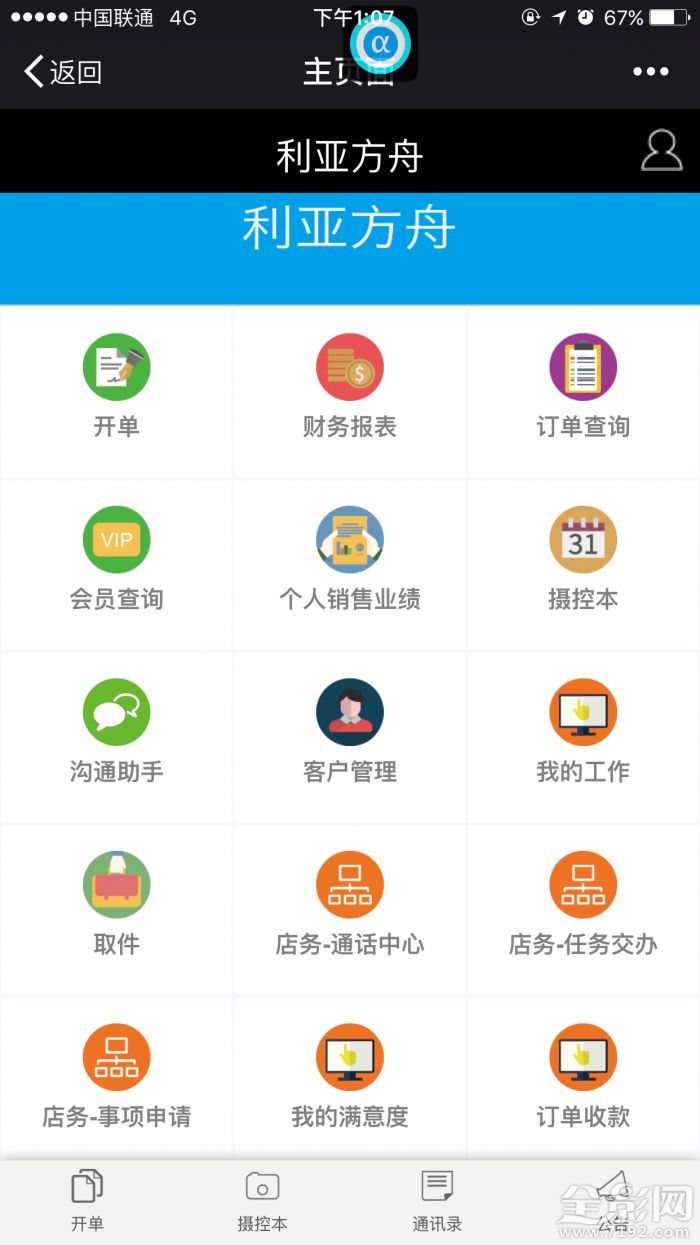 中国联通 4G 下午1:07 67%
α
返回 主页面
利亚方舟
利亚方舟
开单 财务报表 订单查询
VIP 31
会员查询 个人销售业绩 摄控本
沟通助手 客户管理 我的工作
取件 店务-通话中心 店务-任务交办
店务-事项申请 我的满意度 订单收款
开单 摄控本 通讯录 公告
全影网
www.7192.com